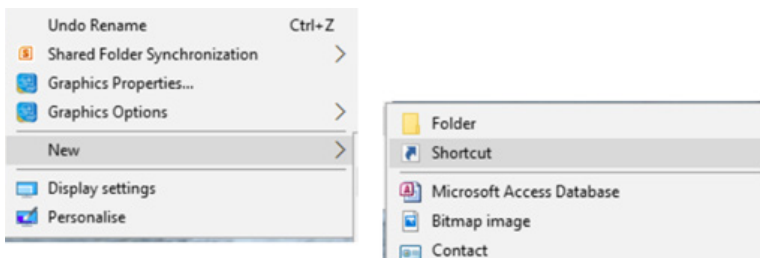 Undo Rename Ctrl+Z
Shared Folder Synchronization
Graphics Properties...
Graphics Options
New
Display settings
Personalise
Folder
Shortcut
Microsoft Access Database
Bitmap image
Contact